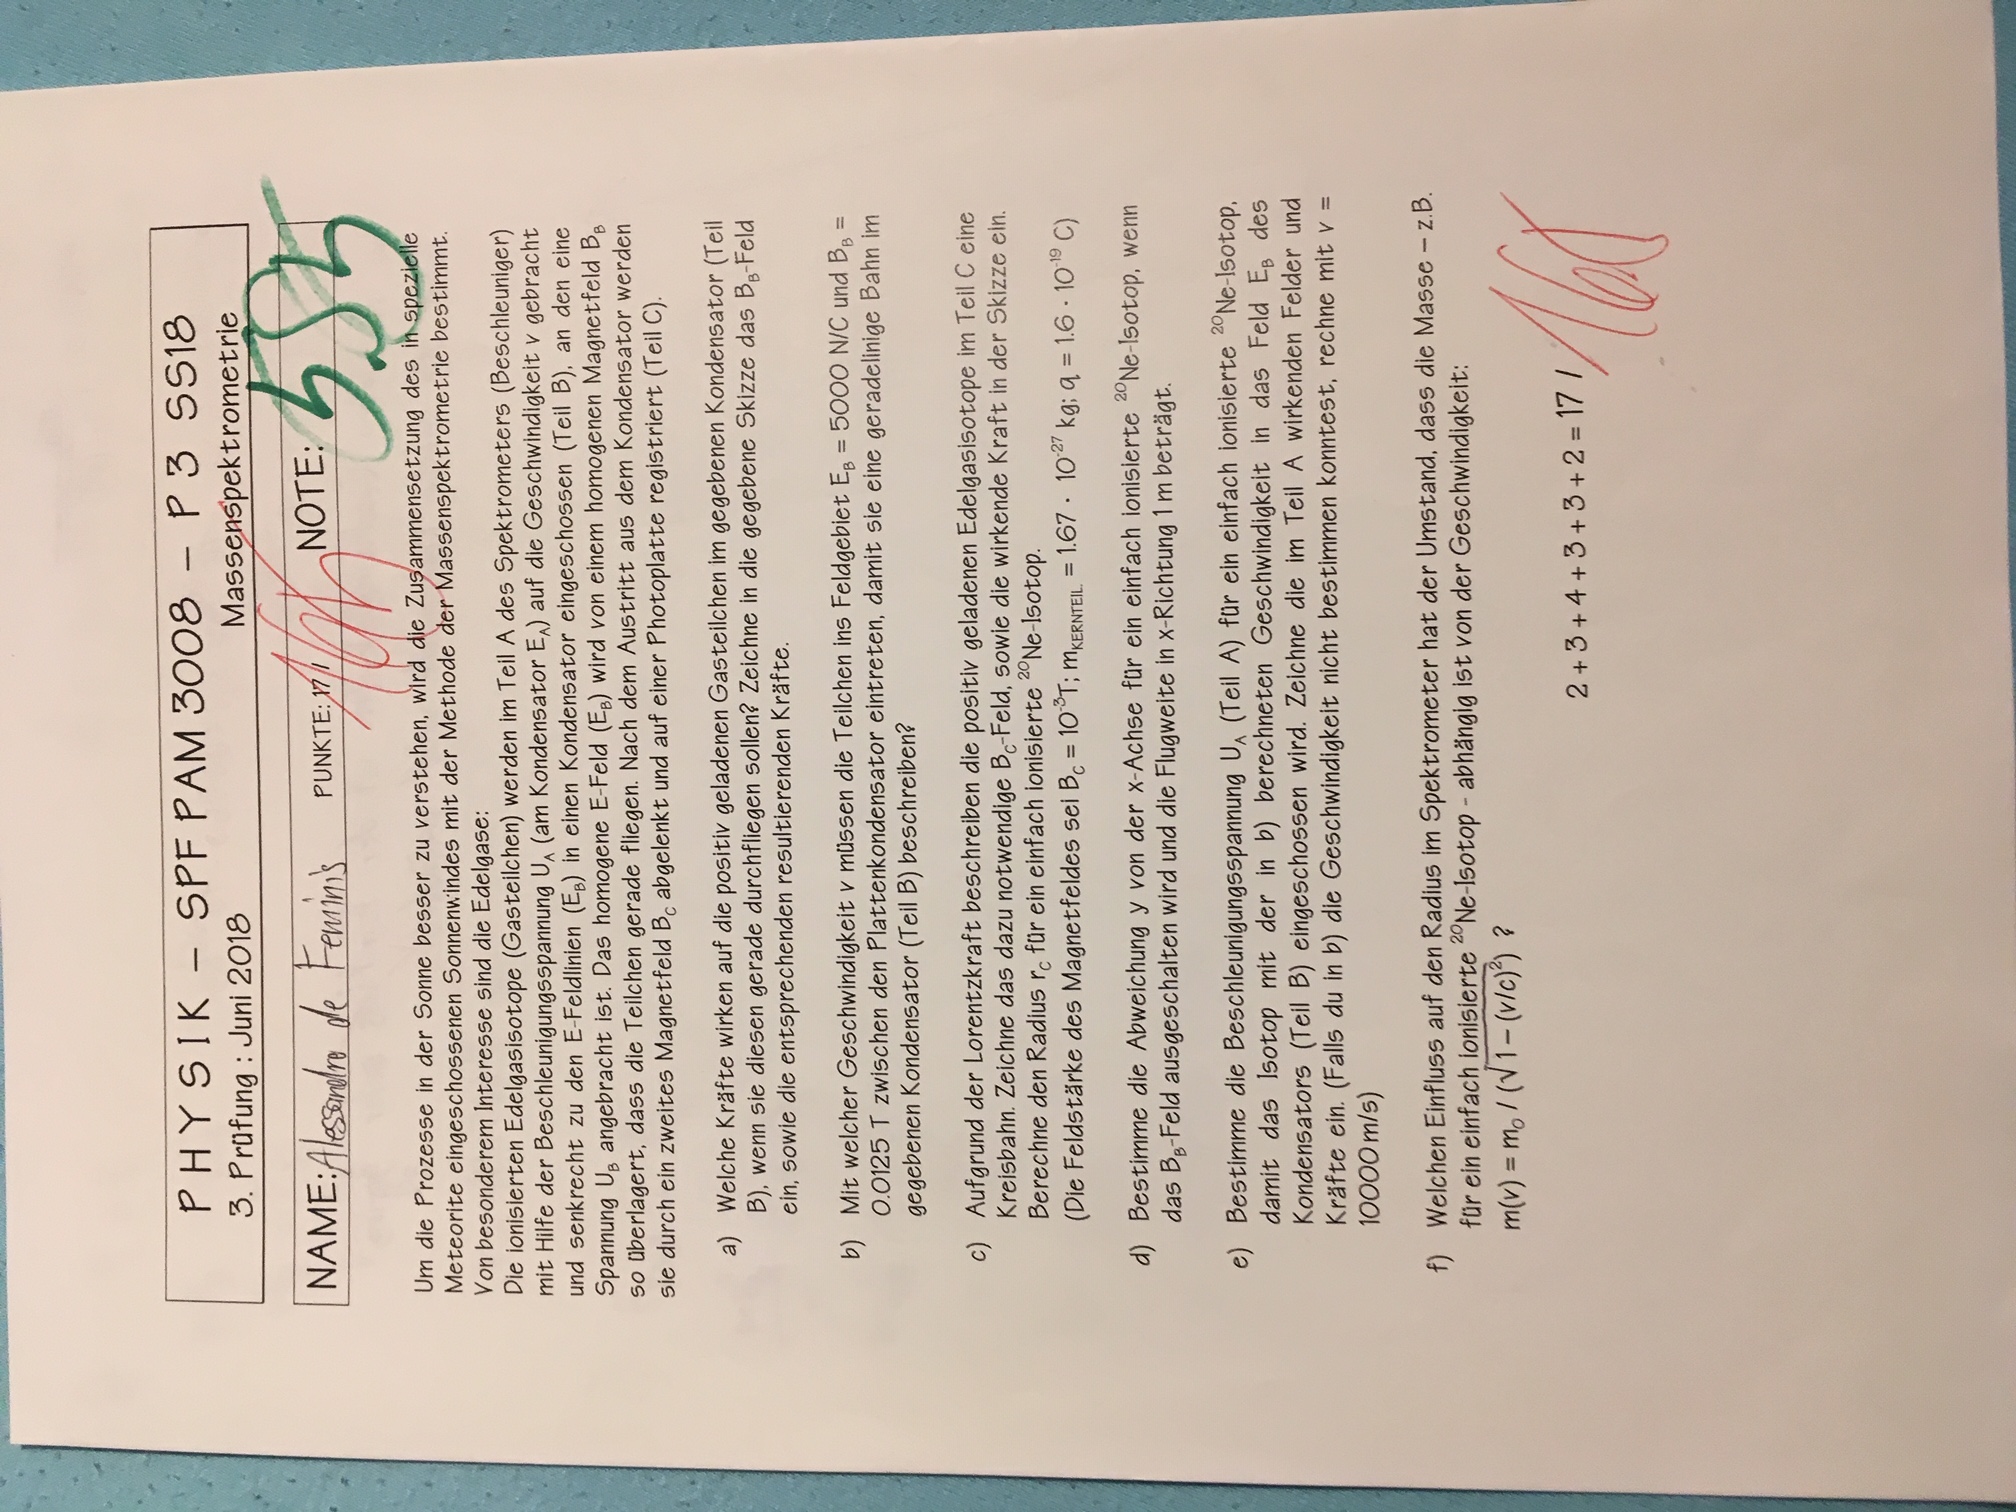 PHYSIK – SPF PAM 3008 – P 3 SS18
3. Prüfung : Juni 2018 Massenspektrometrie
NAME: Alessandro de Feminis PUNKTE: 17 / 16.5 NOTE: 5.85
Um die Prozesse in der Sonne besser zu verstehen, wird die Zusammensetzung des in spezielle
Meteorite eingeschossenen Sonnenwindes mit der Methode der Massenspektrometrie bestimmt.
Von besonderem Interesse sind die Edelgase:
Die ionisierten Edelgasisotope (Gasteilchen) werden im Teil A des Spektrometers (Beschleuniger)
mit Hilfe der Beschleunigungsspannung U_A (am Kondensator E_A) auf die Geschwindigkeit v gebracht
und senkrecht zu den E-Feldlinien (E_B) in einen Kondensator eingeschossen (Teil B), an den eine
Spannung U_B angebracht ist. Das homogene E-Feld (E_B) wird von einem homogenen Magnetfeld B_B
so überlagert, dass die Teilchen gerade fliegen. Nach dem Austritt aus dem Kondensator werden
sie durch ein zweites Magnetfeld B_C abgelenkt und auf einer Photoplatte registriert (Teil C).
a) Welche Kräfte wirken auf die positiv geladenen Gasteilchen im gegebenen Kondensator (Teil
B), wenn sie diesen gerade durchfliegen sollen? Zeichne in die gegebene Skizze das B_B-Feld
ein, sowie die entsprechenden resultierenden Kräfte.
b) Mit welcher Geschwindigkeit v müssen die Teilchen ins Feldgebiet E_B = 5000 N/C und B_B =
0.0125 T zwischen den Plattenkondensator eintreten, damit sie eine geradelinige Bahn im
gegebenen Kondensator (Teil B) beschreiben?
c) Aufgrund der Lorentzkraft beschreiben die positiv geladenen Edelgasisotope im Teil C eine
Kreisbahn. Zeichne das dazu notwendige B_C-Feld, sowie die wirkende Kraft in der Skizze ein.
Berechne den Radius r_C für ein einfach ionisierte ²⁰Ne-Isotop.
(Die Feldstärke des Magnetfeldes sei B_C = 10⁻³T; m_KERNTEIL. = 1.67 · 10⁻²⁷ kg; q = 1.6 · 10⁻¹⁹ C)
d) Bestimme die Abweichung y von der x-Achse für ein einfach ionisierte ²⁰Ne-Isotop, wenn
das B_B-Feld ausgeschalten wird und die Flugweite in x-Richtung 1 m beträgt.
e) Bestimme die Beschleunigungsspannung U_A (Teil A) für ein einfach ionisierte ²⁰Ne-Isotop,
damit das Isotop mit der in b) berechneten Geschwindigkeit in das Feld E_B des
Kondensators (Teil B) eingeschossen wird. Zeichne die im Teil A wirkenden Felder und
Kräfte ein. (Falls du in b) die Geschwindigkeit nicht bestimmen konntest, rechne mit v =
10000 m/s)
f) Welchen Einfluss auf den Radius im Spektrometer hat der Umstand, dass die Masse – z.B.
für ein einfach ionisierte ²⁰Ne-Isotop - abhängig ist von der Geschwindigkeit:
m(v) = m₀ / (√1 – (v/c)²) ?
2 + 3 + 4 + 3 + 3 + 2 = 17 / 16.5